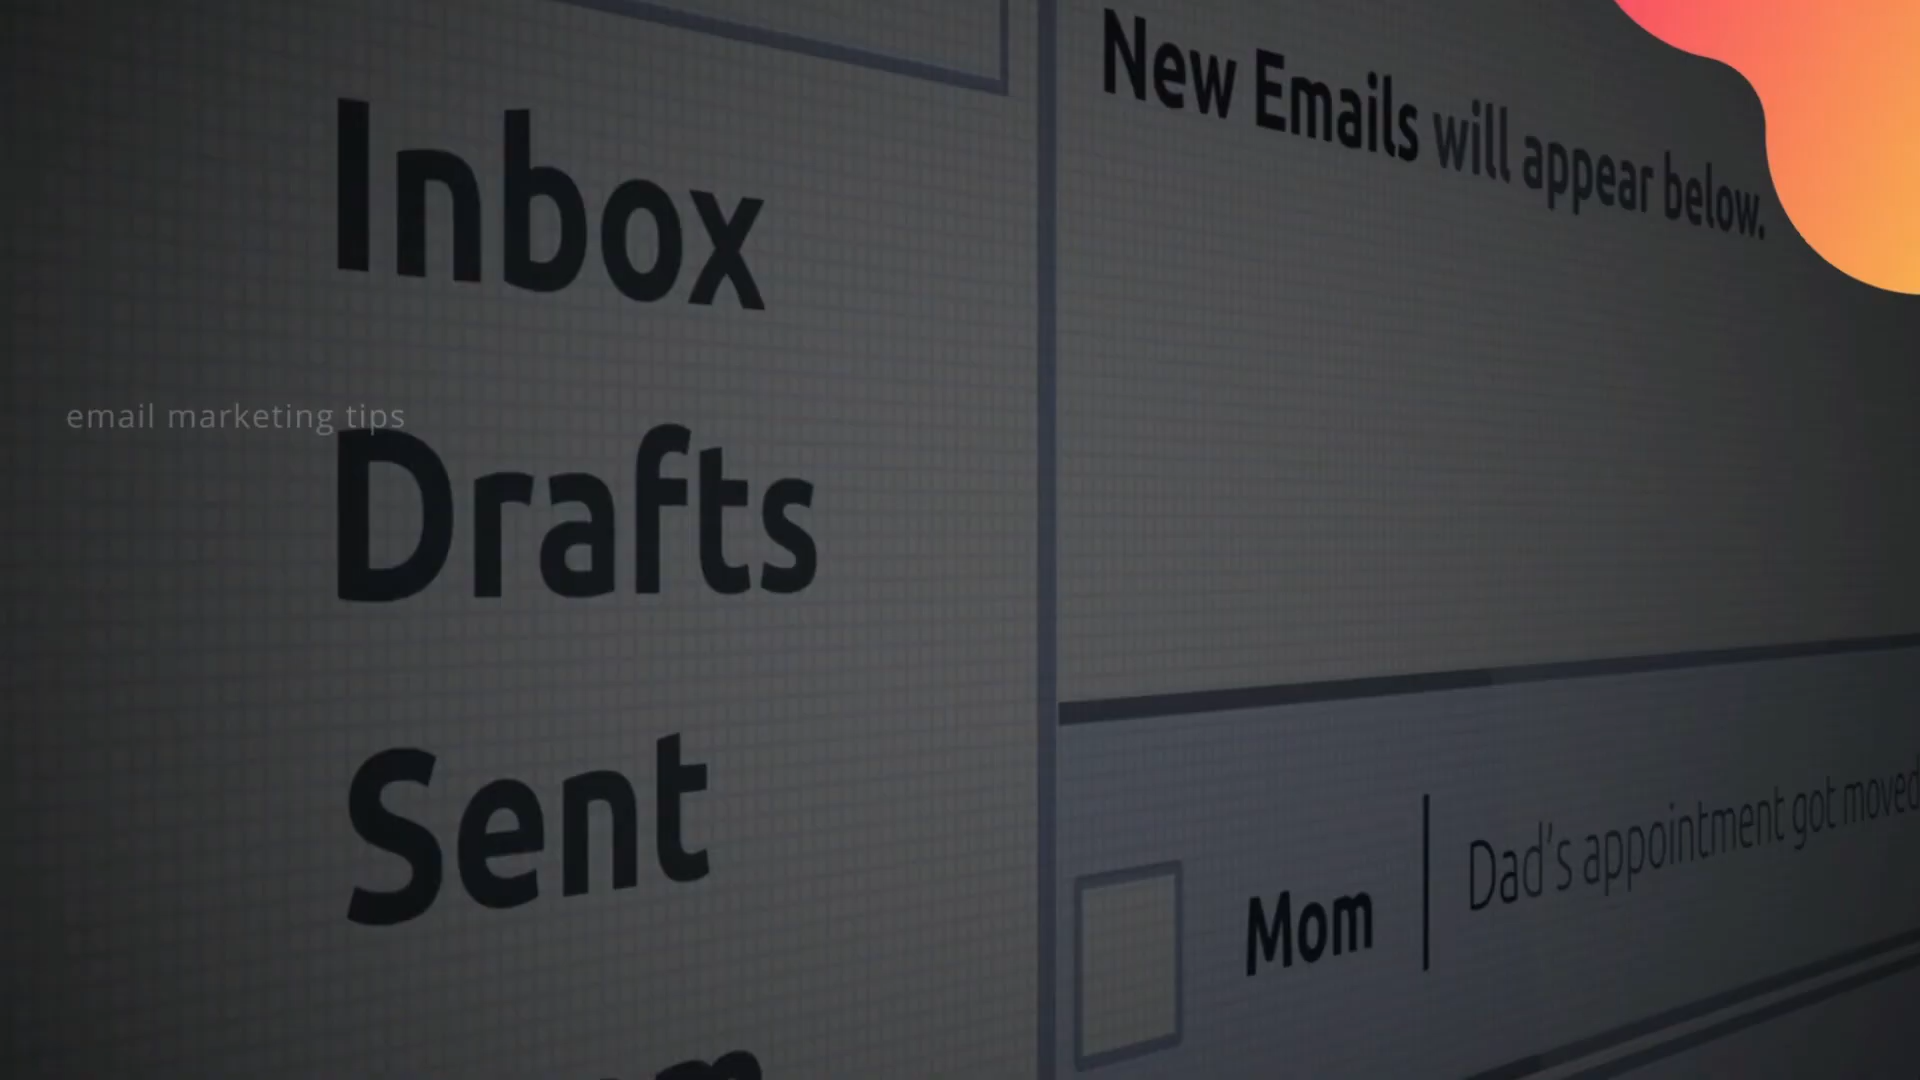 New Emails will appear below.
Inbox
email marketing tips
Drafts
Sent
Mom
Dad's appointment got moved